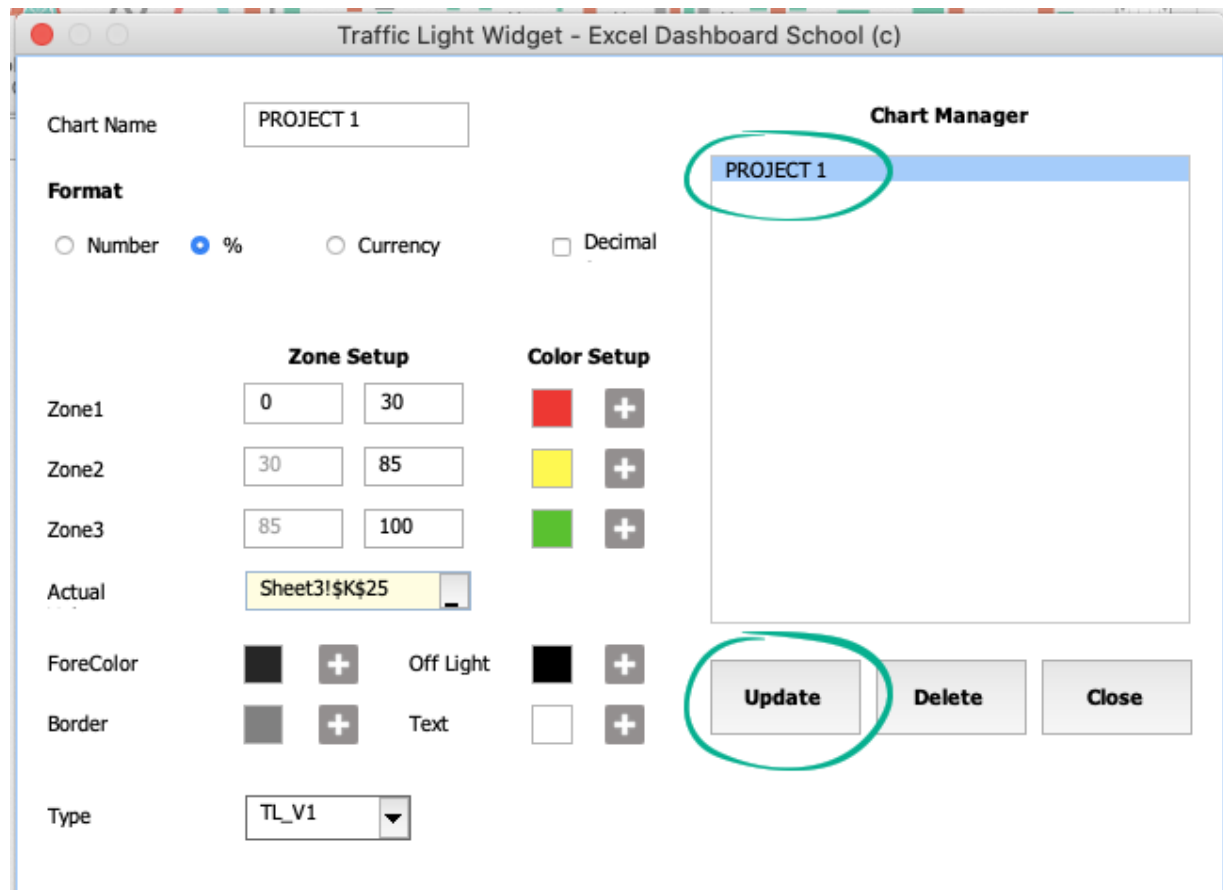 Traffic Light Widget - Excel Dashboard School (c)
Chart Name PROJECT 1
Format
Number % Currency Decimal
Zone Setup Color Setup
Zone1 0 30
Zone2 30 85
Zone3 85 100
Actual Sheet3!$K$25
ForeColor Off Light
Border Text
Type TL_V1
Chart Manager
PROJECT 1
Update Delete Close